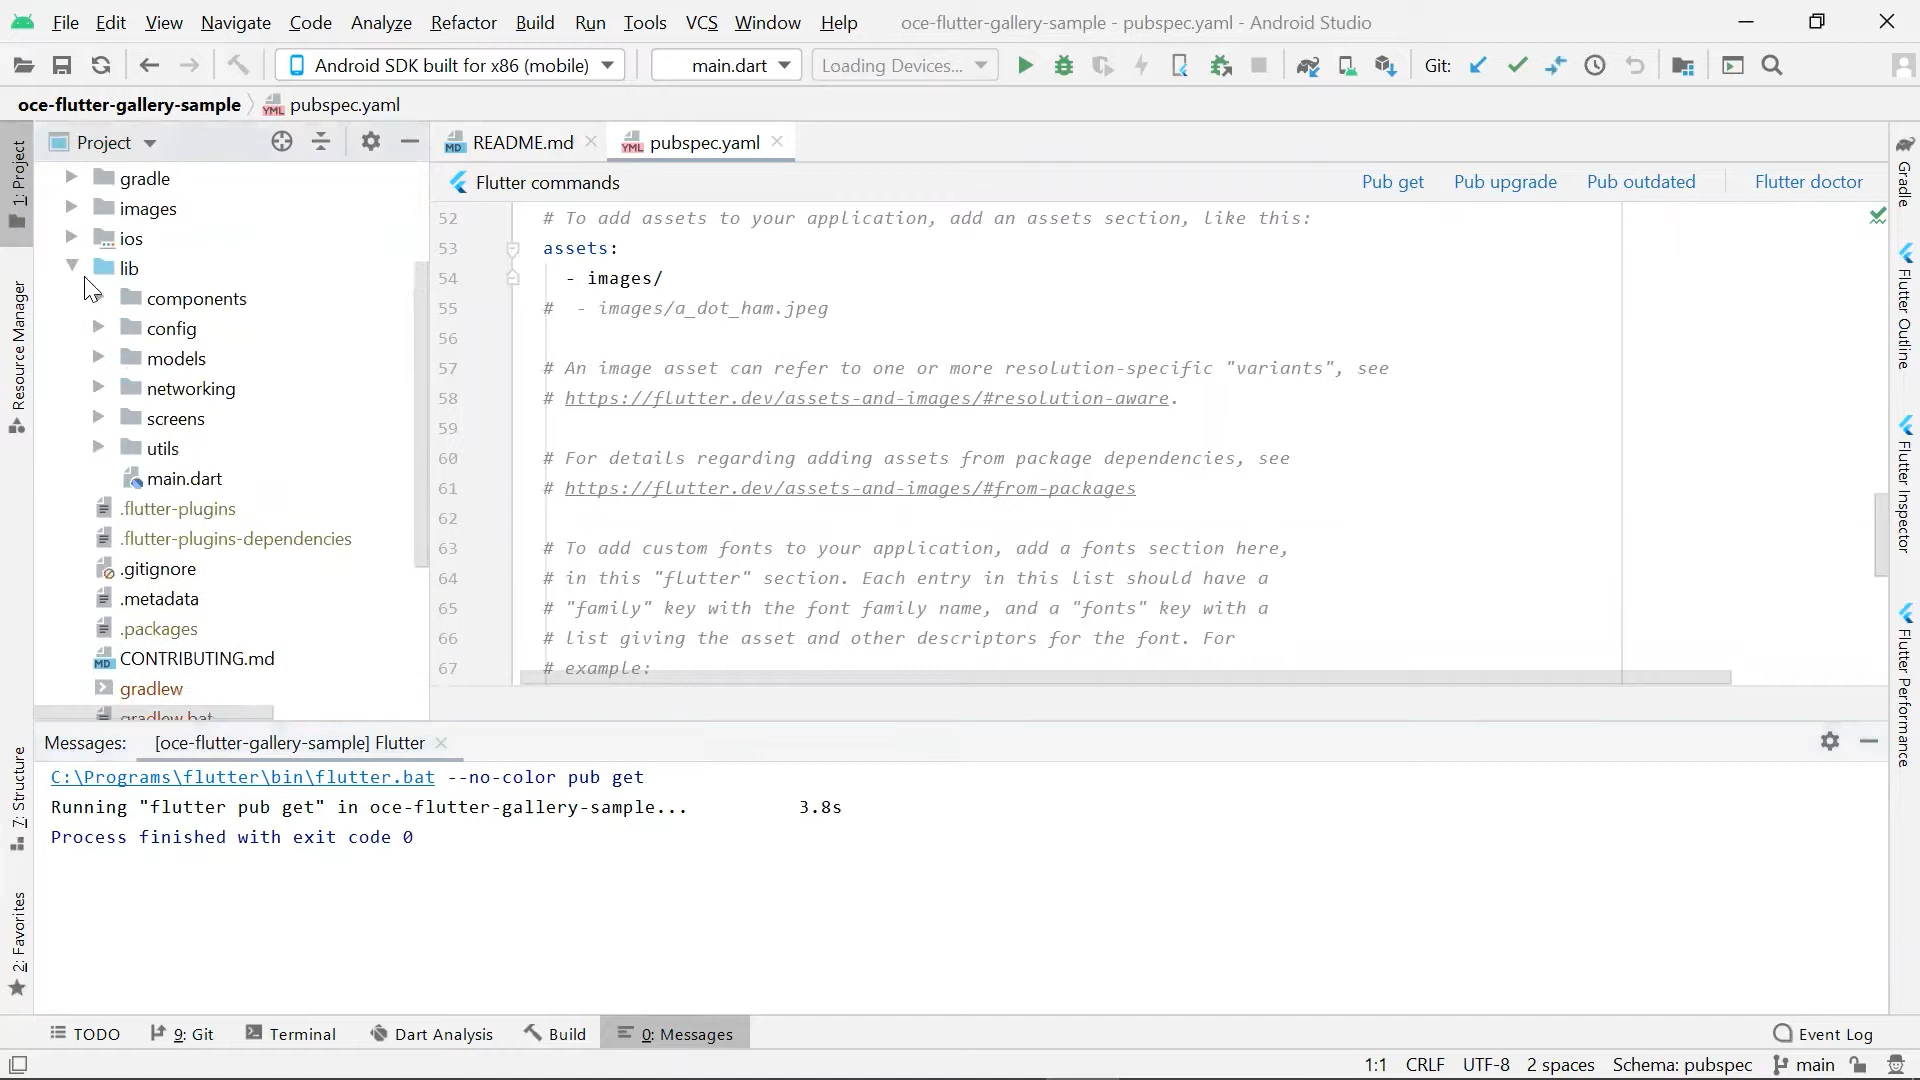 File Edit View Navigate Code Analyze Refactor Build Run Tools VCS Window Help oce-flutter-gallery-sample - pubspec.yaml - Android Studio
Android SDK built for x86 (mobile) main.dart Loading Devices... Git:
oce-flutter-gallery-sample YML pubspec.yaml
Project
MD README.md YML pubspec.yaml
Flutter commands Pub get Pub upgrade Pub outdated Flutter doctor
gradle
images
ios
lib
components
config
models
networking
screens
utils
main.dart
.flutter-plugins
.flutter-plugins-dependencies
.gitignore
.metadata
.packages
MD CONTRIBUTING.md
gradlew
gradlew.bat
52 # To add assets to your application, add an assets section, like this:
53 assets:
54 - images/
55 # - images/a_dot_ham.jpeg
56
57 # An image asset can refer to one or more resolution-specific "variants", see
58 # https://flutter.dev/assets-and-images/#resolution-aware.
59
60 # For details regarding adding assets from package dependencies, see
61 # https://flutter.dev/assets-and-images/#from-packages
62
63 # To add custom fonts to your application, add a fonts section here,
64 # in this "flutter" section. Each entry in this list should have a
65 # "family" key with the font family name, and a "fonts" key with a
66 # list giving the asset and other descriptors for the font. For
67 # example:
1: Project
Resource Manager
7: Structure
2: Favorites
Gradle
Flutter Outline
Flutter Inspector
Flutter Performance
Messages: [oce-flutter-gallery-sample] Flutter
C:\Programs\flutter\bin\flutter.bat --no-color pub get
Running "flutter pub get" in oce-flutter-gallery-sample... 3.8s
Process finished with exit code 0
TODO 9: Git Terminal Dart Analysis Build 0: Messages Event Log
1:1 CRLF UTF-8 2 spaces Schema: pubspec main